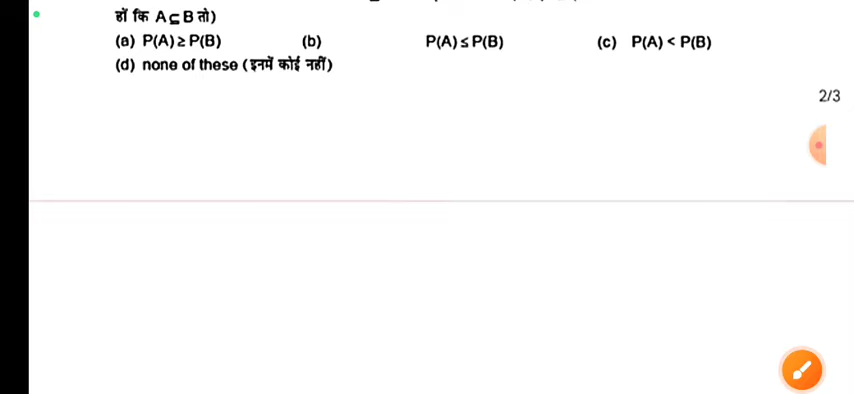 हों कि A ⊆ B तो)
(a) P(A) ≥ P(B) (b) P(A) ≤ P(B) (c) P(A) < P(B)
(d) none of these (इनमें कोई नहीं)
2/3